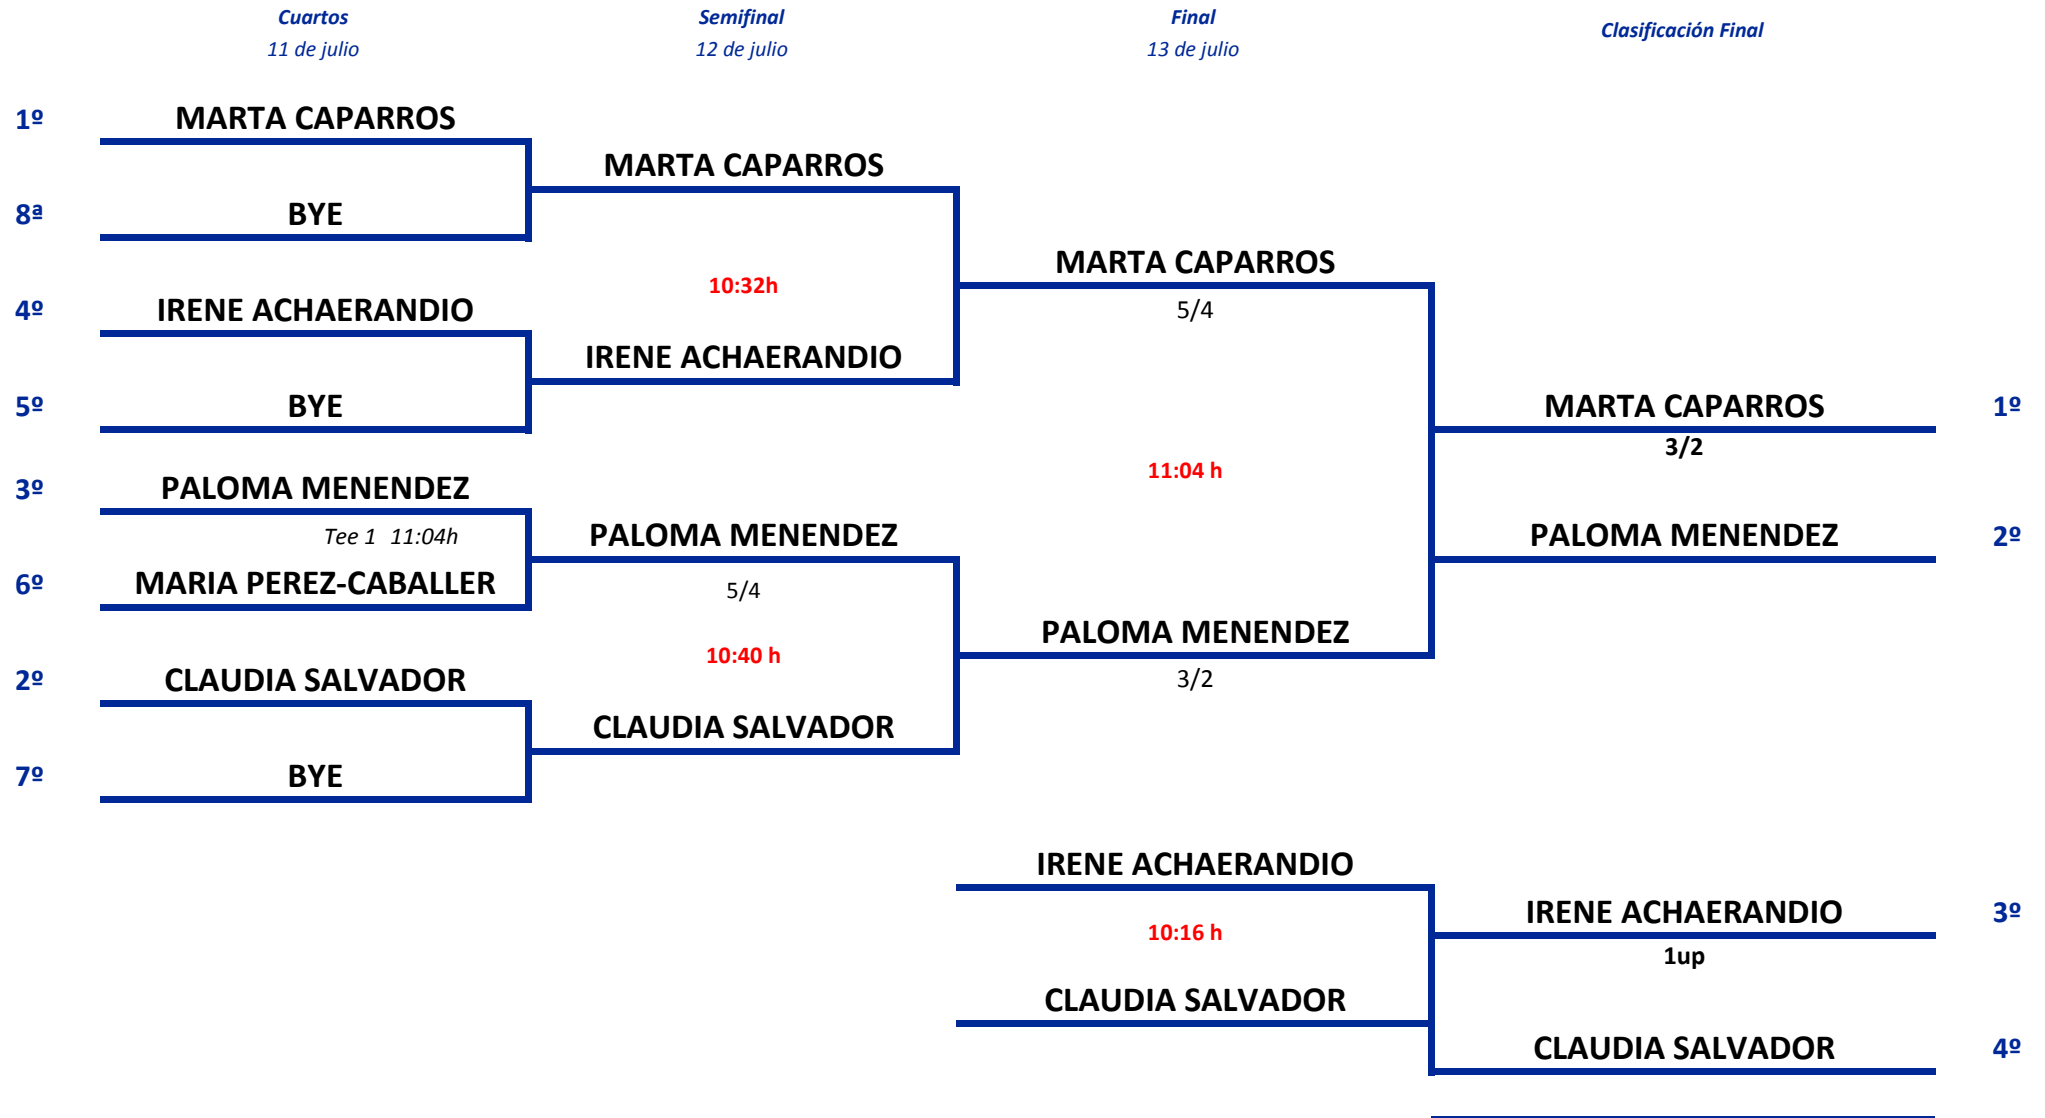 Cuartos Semifinal Final Clasificación Final
11 de julio 12 de julio 13 de julio
1º MARTA CAPARROS
MARTA CAPARROS
8ª BYE
MARTA CAPARROS
10:32h
4º IRENE ACHAERANDIO 5/4
IRENE ACHAERANDIO
5º BYE MARTA CAPARROS 1º
3/2
11:04 h
3º PALOMA MENENDEZ
Tee 1 11:04h PALOMA MENENDEZ PALOMA MENENDEZ 2º
6º MARIA PEREZ-CABALLER 5/4
PALOMA MENENDEZ
10:40 h
2º CLAUDIA SALVADOR 3/2
CLAUDIA SALVADOR
7º BYE
IRENE ACHAERANDIO
IRENE ACHAERANDIO 3º
10:16 h
1up
CLAUDIA SALVADOR
CLAUDIA SALVADOR 4º